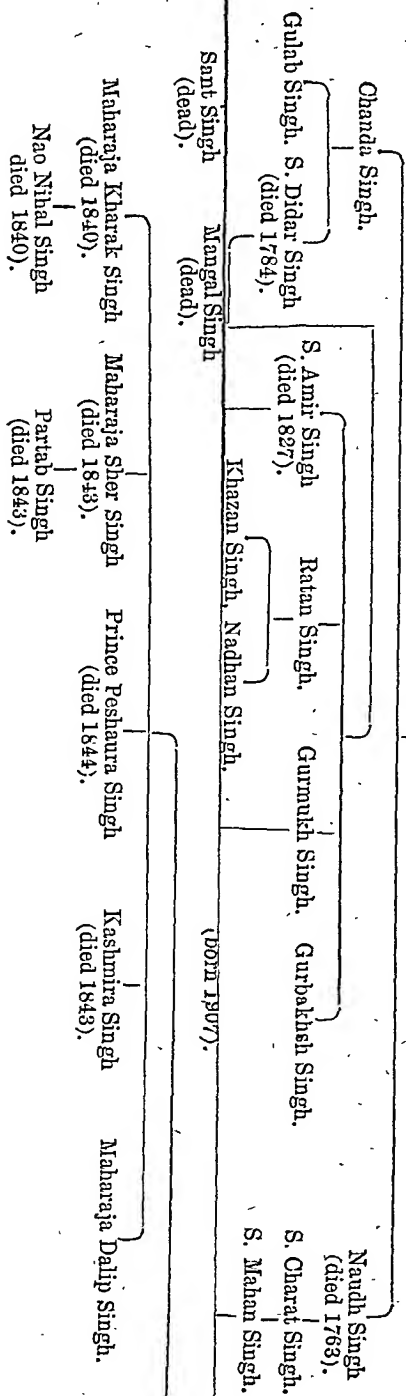 Chanda Singh.
Naudh Singh
(died 1763).
Gulab Singh. S. Didar Singh
(died 1784).
S. Charat Singh.
S. Amir Singh
(died 1827).
Ratan Singh.
Gurmukh Singh.
Gurbakhsh Singh.
S. Mahan Singh.
Sant Singh
(dead).
Mangal Singh
(dead).
Khazan Singh, Nadhan Singh.
(born 1907).
Maharaja Kharak Singh
(died 1840).
Maharaja Sher Singh
(died 1843).
Prince Peshaura Singh
(died 1844).
Kashmira Singh
(died 1843).
Maharaja Dalip Singh.
Nao Nihal Singh
died 1840).
Partab Singh
(died 1843).